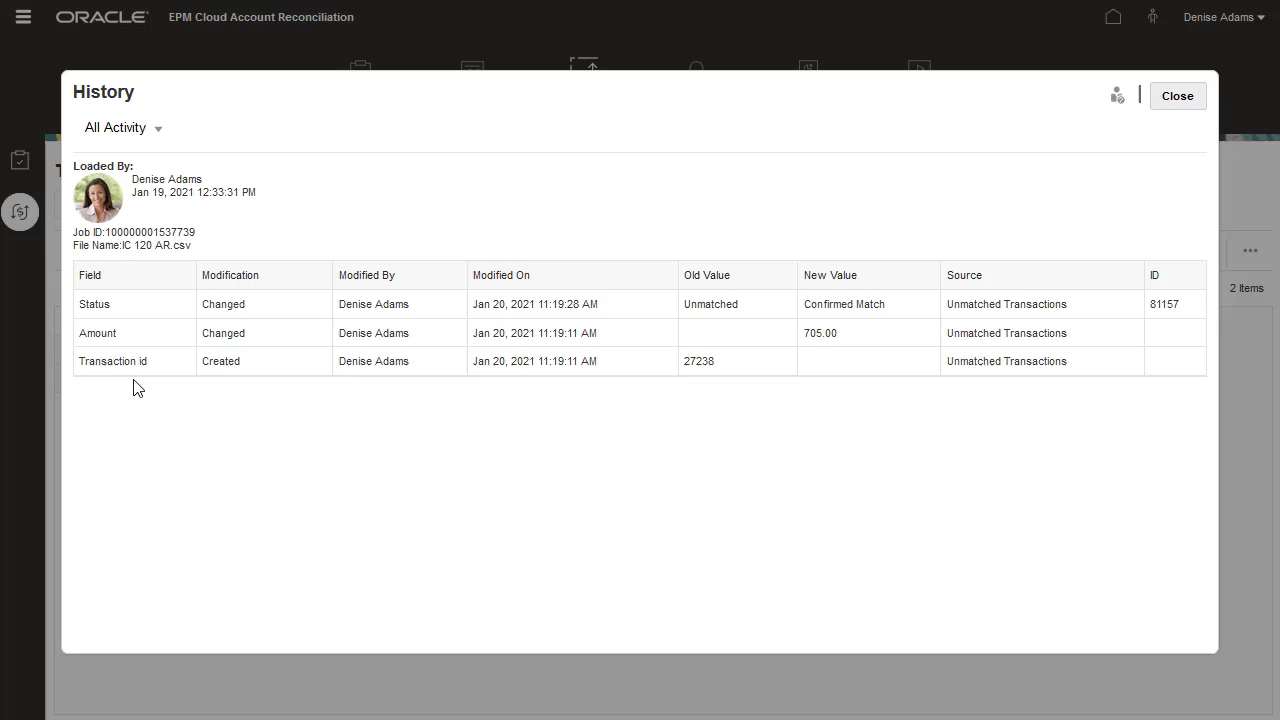 ORACLE EPM Cloud Account Reconciliation Denise Adams
History Close
All Activity
Loaded By:
Denise Adams
Jan 19, 2021 12:33:31 PM
Job ID:100000001537739
File Name:IC 120 AR.csv
Field Modification Modified By Modified On Old Value New Value Source ID
Status Changed Denise Adams Jan 20, 2021 11:19:28 AM Unmatched Confirmed Match Unmatched Transactions 81157
Amount Changed Denise Adams Jan 20, 2021 11:19:11 AM 705.00 Unmatched Transactions
Transaction id Created Denise Adams Jan 20, 2021 11:19:11 AM 27238 Unmatched Transactions
2 Items